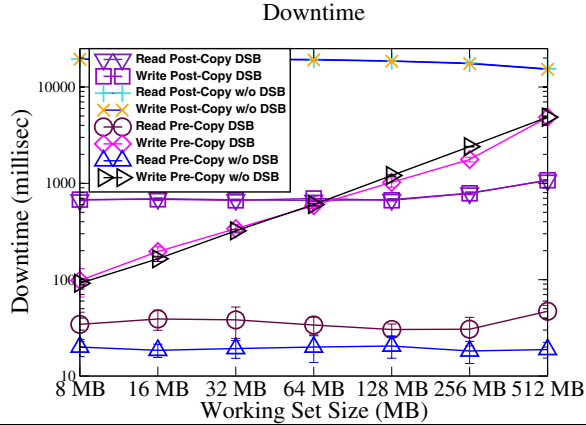 Downtime
Downtime (millisec)
10000
1000
100
10
Read Post-Copy DSB
Write Post-Copy DSB
Read Post-Copy w/o DSB
Write Post-Copy w/o DSB
Read Pre-Copy DSB
Write Pre-Copy DSB
Read Pre-Copy w/o DSB
Write Pre-Copy w/o DSB
8 MB 16 MB 32 MB 64 MB 128 MB 256 MB 512 MB
Working Set Size (MB)